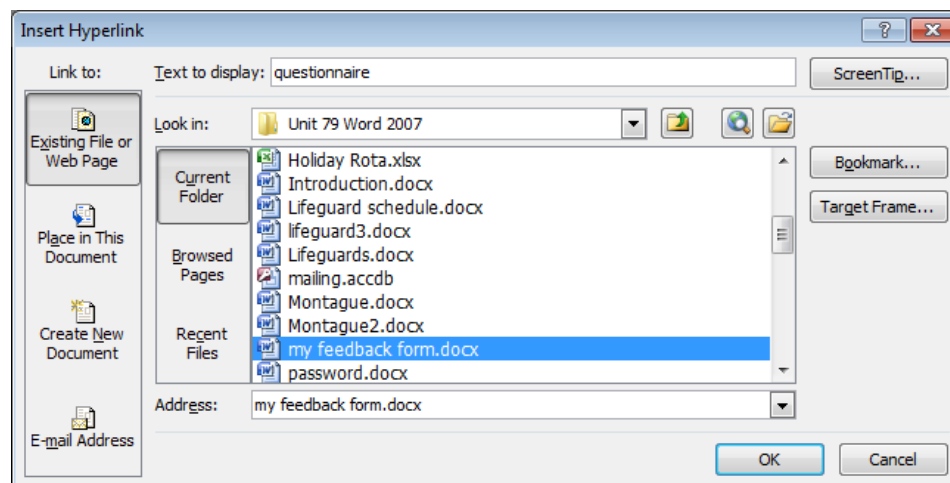 Insert Hyperlink
Link to:
Text to display: questionnaire
ScreenTip...
Existing File or
Web Page
Look in: Unit 79 Word 2007
Current
Folder
Browsed
Pages
Recent
Files
Holiday Rota.xlsx
Introduction.docx
Lifeguard schedule.docx
lifeguard3.docx
Lifeguards.docx
mailing.accdb
Montague.docx
Montague2.docx
my feedback form.docx
password.docx
Bookmark...
Target Frame...
Place in This
Document
Create New
Document
E-mail Address
Address: my feedback form.docx
OK
Cancel